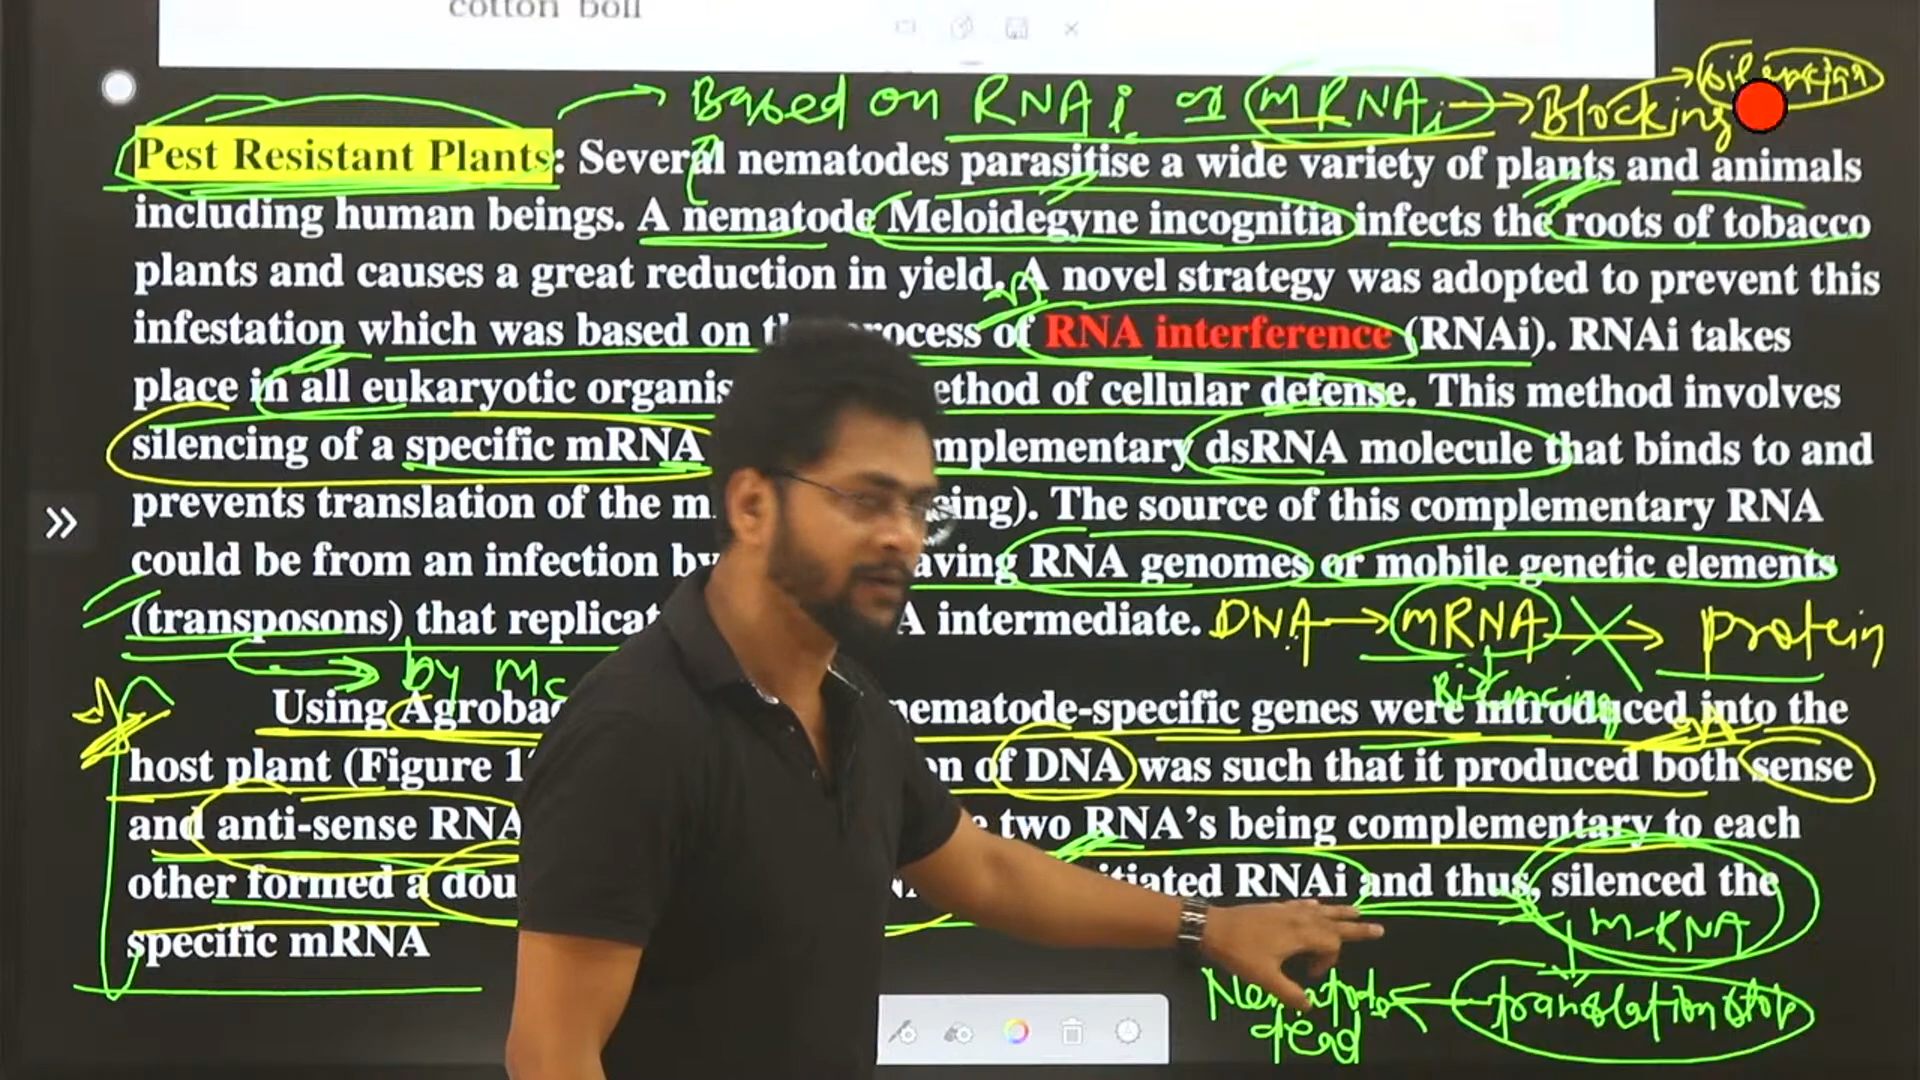 cotton boll
Based on RNAi or mRNAi → Blocking
Pest Resistant Plants: Several nematodes parasitise a wide variety of plants and animals
including human beings. A nematode Meloidegyne incognitia infects the roots of tobacco
plants and causes a great reduction in yield. A novel strategy was adopted to prevent this
infestation which was based on rocess of RNA interference (RNAi). RNAi takes
place in all eukaryotic organis ethod of cellular defense. This method involves
silencing of a specific mRNA mplementary dsRNA molecule that binds to and
prevents translation of the m ing). The source of this complementary RNA
could be from an infection by aving RNA genomes or mobile genetic elements
(transposons) that replicat A intermediate. DNA → mRNA → protein
by Mc
Using Agrobac nematode-specific genes were introduced into the
host plant (Figure 1 on of DNA was such that it produced both sense
and anti-sense RNA two RNA's being complementary to each
other formed a dou itiated RNAi and thus, silenced the
specific mRNA m-RNA
Nematode ← translation stop
dead